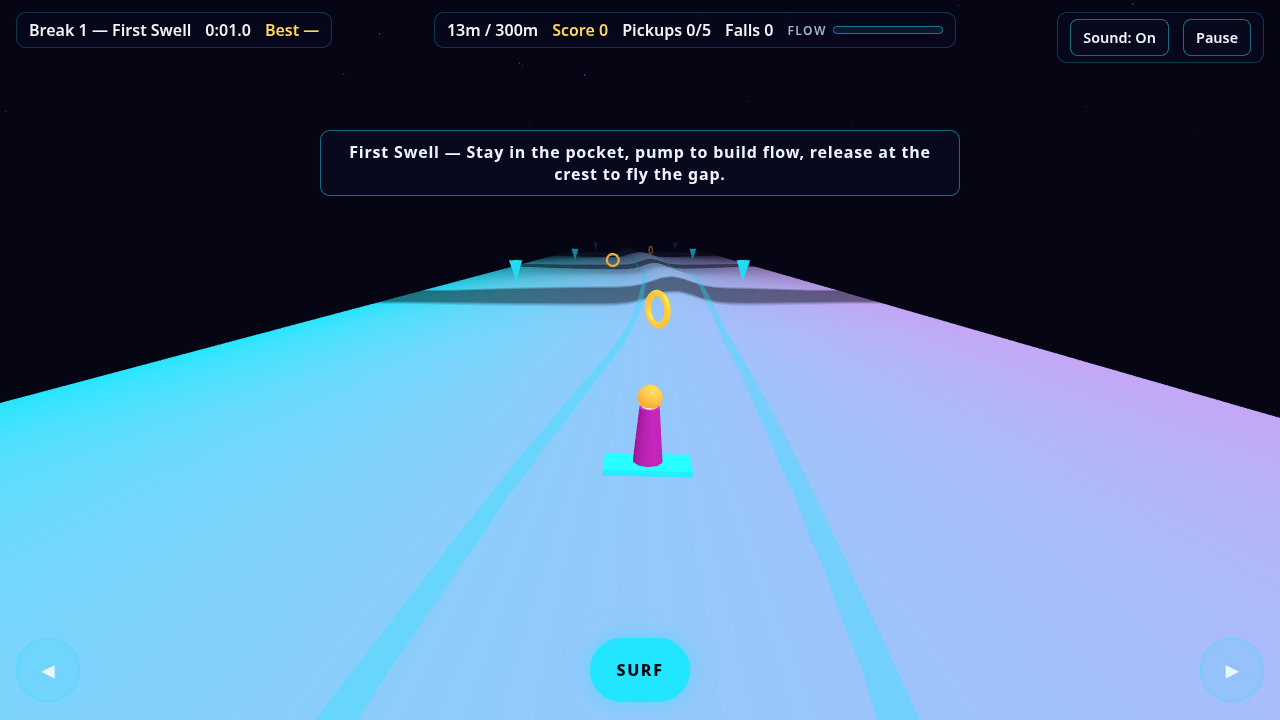 Break 1 — First Swell 0:01.0 Best —
13m / 300m Score 0 Pickups 0/5 Falls 0 FLOW
Sound: On
Pause
First Swell — Stay in the pocket, pump to build flow, release at the
crest to fly the gap.
◀
SURF
▶